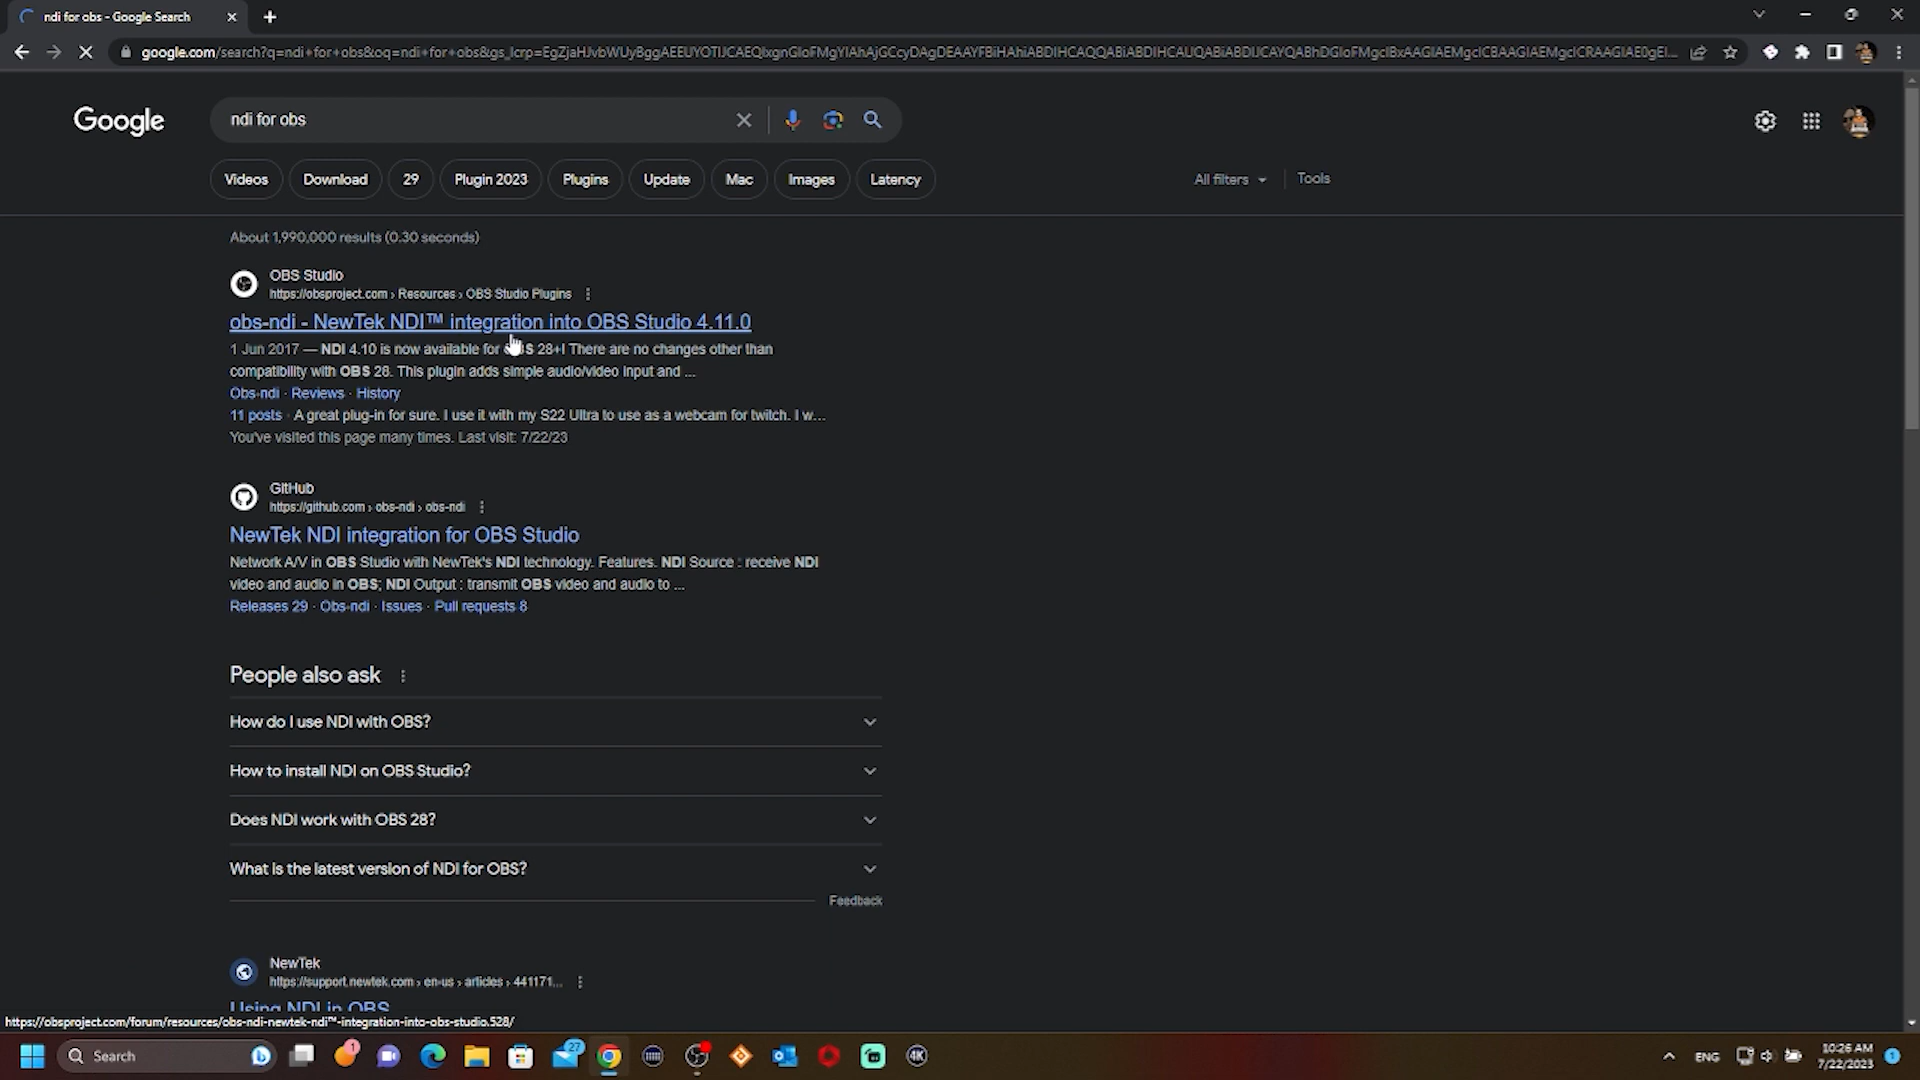 ndi for obs - Google Search
google.com/search?q=ndi+for+obs&oq=ndi+for+obs&gs_lcrp=
Google
ndi for obs
Videos
Download
29
Plugin 2023
Plugins
Update
Mac
Images
Latency
All filters
Tools
About 1,990,000 results (0.30 seconds)
OBS Studio
https://obsproject.com › Resources › OBS Studio Plugins
obs-ndi - NewTek NDI™ integration into OBS Studio 4.11.0
1 Jun 2017 — NDI 4.10 is now available for OBS 28+! There are no changes other than
compatibility with OBS 28. This plugin adds simple audio/video input and ...
Obs-ndi · Reviews · History
11 posts · A great plug-in for sure. I use it with my S22 Ultra to use as a webcam for twitch. I w...
You've visited this page many times. Last visit: 7/22/23
GitHub
https://github.com › obs-ndi › obs-ndi
NewTek NDI integration for OBS Studio
Network A/V in OBS Studio with NewTek's NDI technology. Features. NDI Source : receive NDI
video and audio in OBS; NDI Output : transmit OBS video and audio to ...
Releases 29 · Obs-ndi · Issues · Pull requests 8
People also ask
How do I use NDI with OBS?
How to install NDI on OBS Studio?
Does NDI work with OBS 28?
What is the latest version of NDI for OBS?
Feedback
NewTek
https://support.newtek.com › en-us › articles › 441171...
Using NDI in OBS
https://obsproject.com/forum/resources/obs-ndi-newtek-ndi™-integration-into-obs-studio.528/
Search
1
27
4K
ENG
10:26 AM
7/22/2023
1